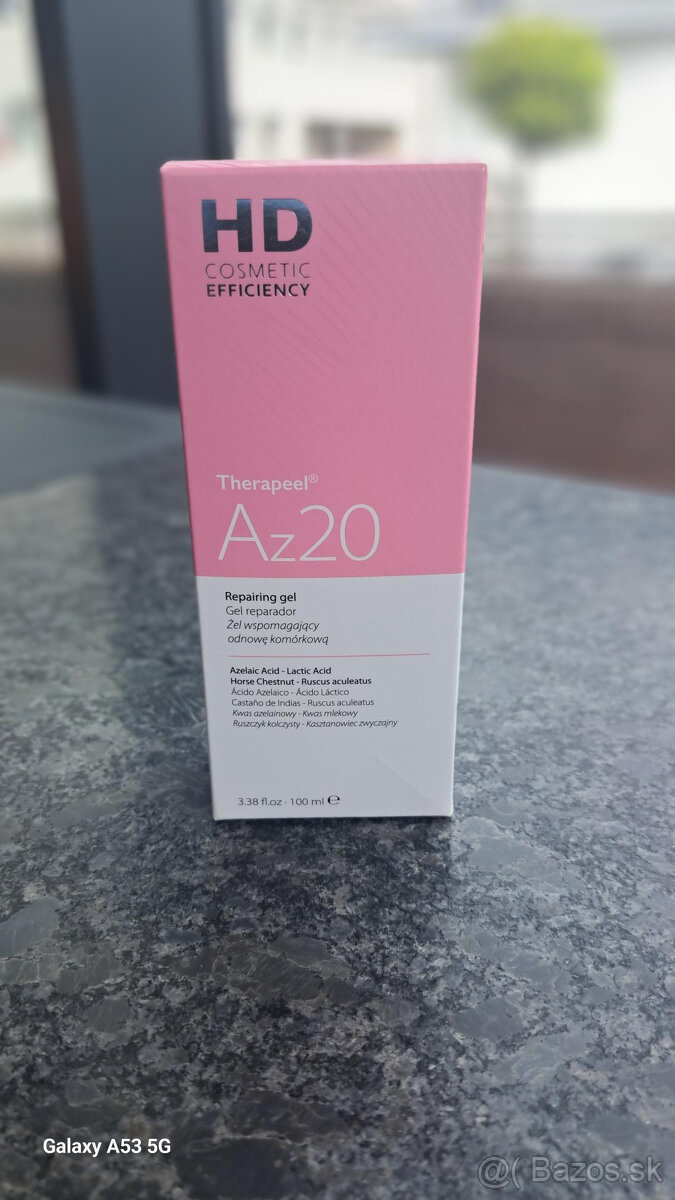 HD
COSMETIC
EFFICIENCY
Therapeel®
Az20
Repairing gel
Gel reparador
Żel wspomagający
odnowę komórkową
Azelaic Acid - Lactic Acid
Horse Chestnut - Ruscus aculeatus
Ácido Azelaico - Ácido Láctico
Castaño de Indias - Ruscus aculeatus
Kwas azelainowy - Kwas mlekowy
Ruszczyk kolczysty - Kasztanowiec zwyczajny
3.38 fl.oz · 100 ml ℮
Galaxy A53 5G
@( Bazos.sk